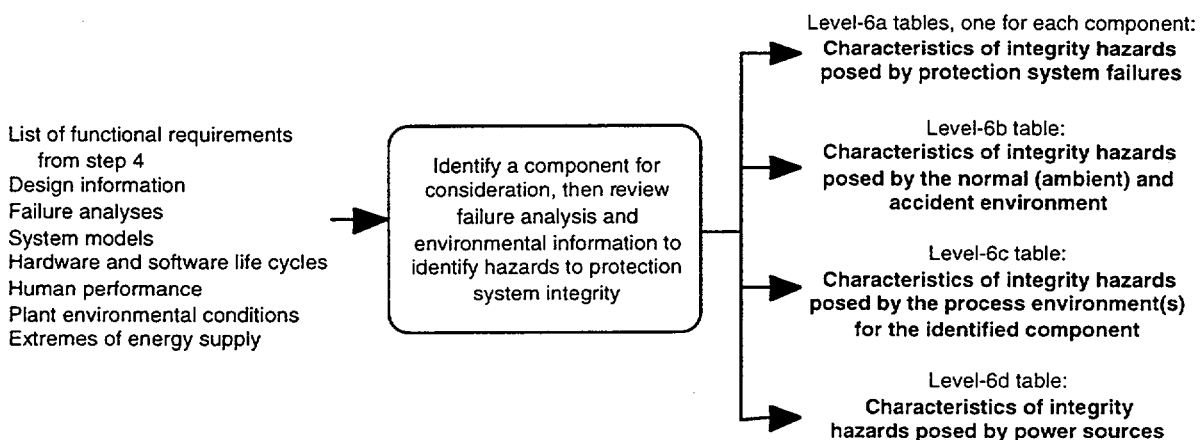 List of functional requirements
from step 4
Design information
Failure analyses
System models
Hardware and software life cycles
Human performance
Plant environmental conditions
Extremes of energy supply
Identify a component for
consideration, then review
failure analysis and
environmental information to
identify hazards to protection
system integrity
Level-6a tables, one for each component:
Characteristics of integrity hazards
posed by protection system failures
Level-6b table:
Characteristics of integrity hazards
posed by the normal (ambient) and
accident environment
Level-6c table:
Characteristics of integrity hazards
posed by the process environment(s)
for the identified component
Level-6d table:
Characteristics of integrity
hazards posed by power sources